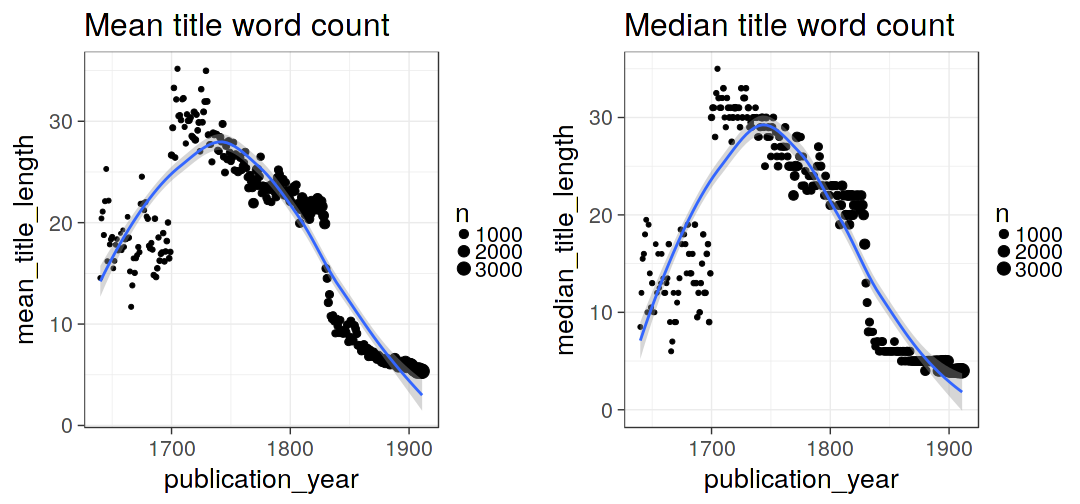 Mean title word count
mean_title_length
30
20
10
0
1700
1800
1900
publication_year
n
1000
2000
3000
Median title word count
median_title_length
30
20
10
0
1700
1800
1900
publication_year
n
1000
2000
3000